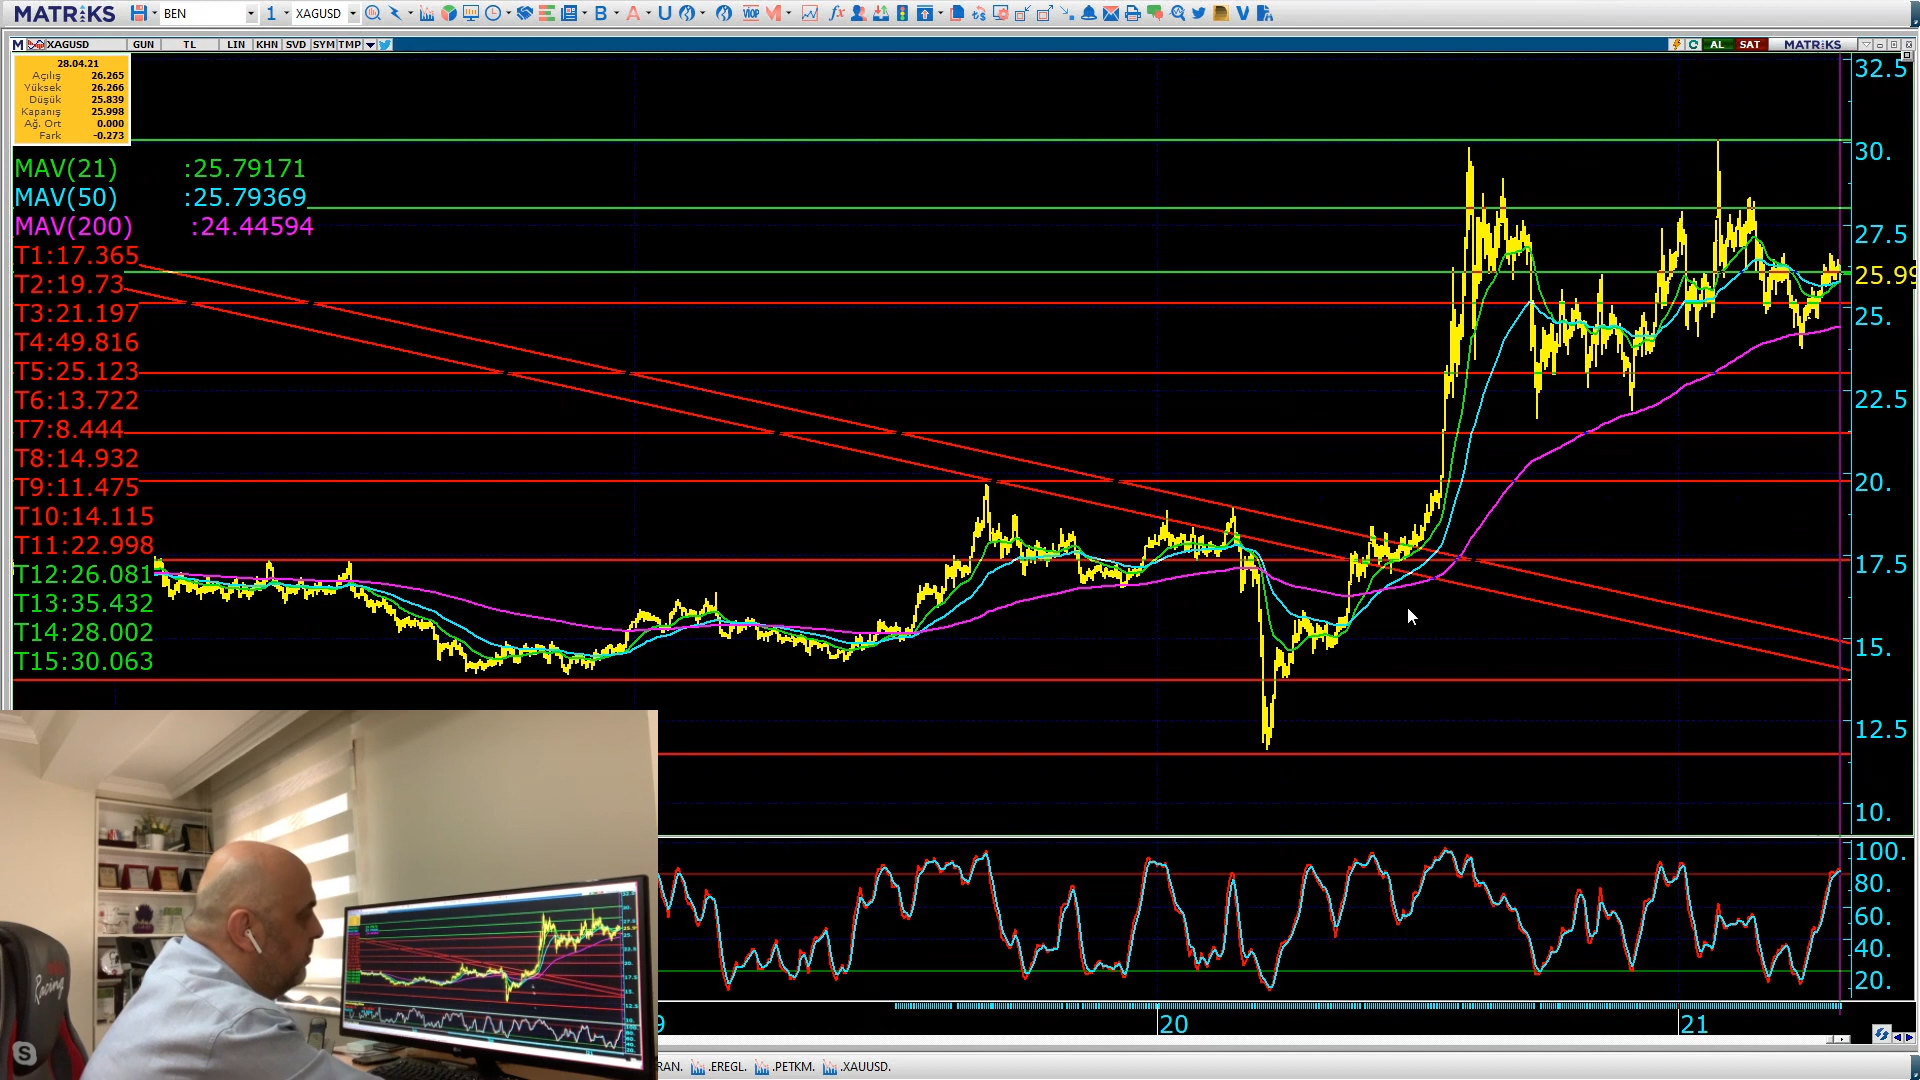 MATRIKS BEN 1 XAGUSD B A U VIOP M fx V
M XAGUSD GUN TL LIN KHN SVD SYM TMP AL SAT MATRIKS
28.04.21
Açılış 26.265
Yüksek 26.266
Düşük 25.839
Kapanış 25.998
Ağ. Ort 0.000
Fark -0.273
MAV(21) :25.79171
MAV(50) :25.79369
MAV(200) :24.44594
T1:17.365
T2:19.73
T3:21.197
T4:49.816
T5:25.123
T6:13.722
T7:8.444
T8:14.932
T9:11.475
T10:14.115
T11:22.998
T12:26.081
T13:35.432
T14:28.002
T15:30.063
32.5
30.
27.5
25.99
25.
22.5
20.
17.5
15.
12.5
10.
100.
80.
60.
40.
20.
9 20 21
Racing
S
RAN. .EREGL. .PETKM. .XAUUSD.